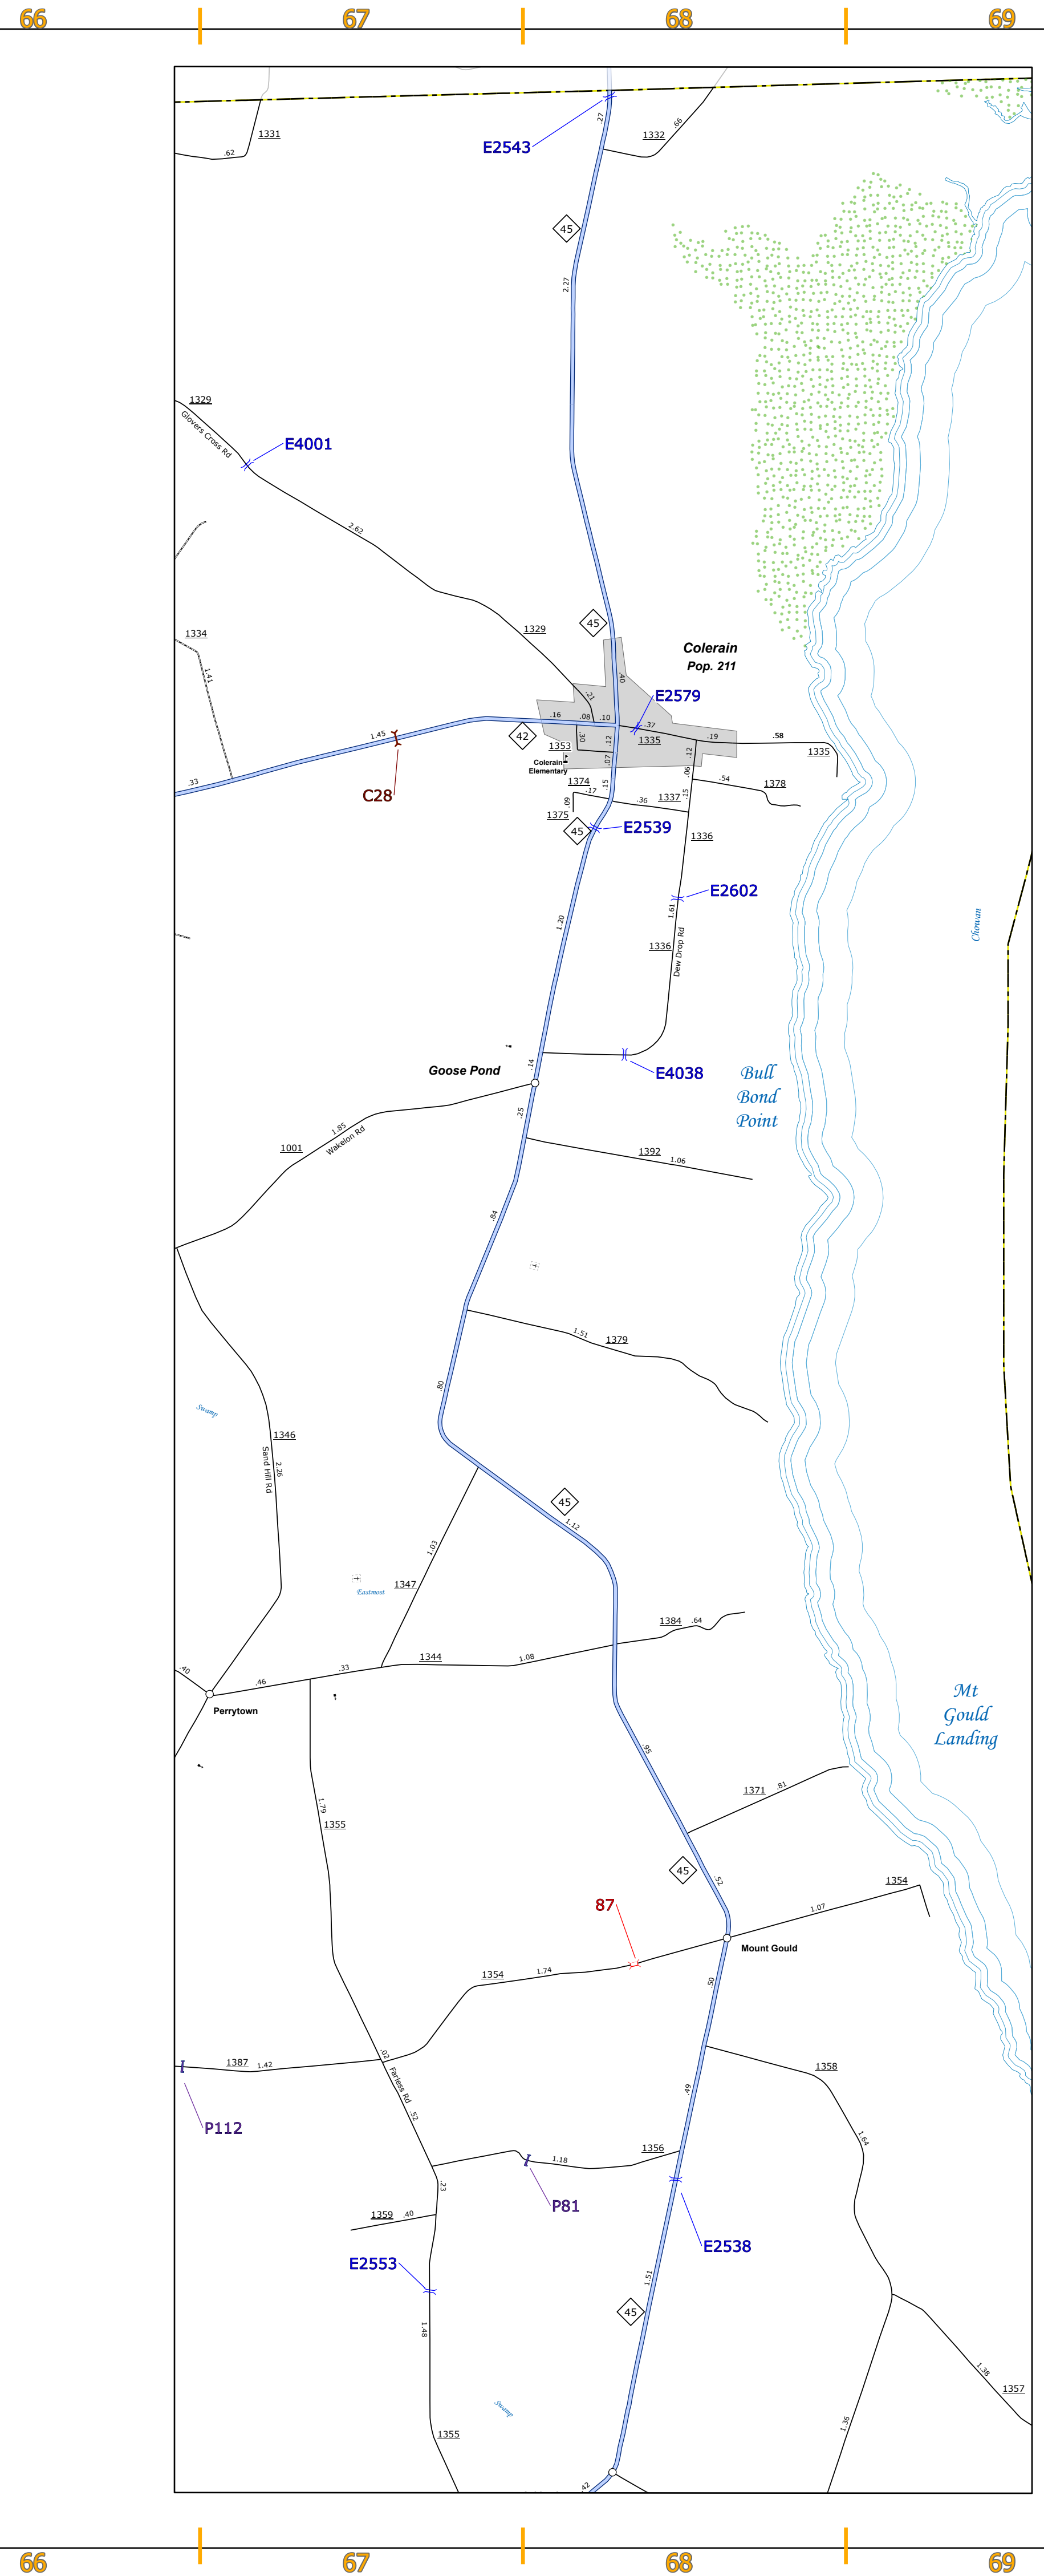 66 67 68 69
1331
.62
E2543
.27
1332
.66
45
2.27
1329
Glovers Cross Rd
E4001
2.62
1334
1.41
1329
45
Colerain
Pop. 211
.40
E2579
.21
.16
.08
.10
.37
1335
.19
.58
1335
42
1.45
.33
C28
1353
.30
.12
.07
.12
.06
Colerain
Elementary
1374
.17
.09
1375
.15
.36
1337
.15
.54
1378
45
E2539
1336
E2602
1.61
1336
Dew Drop Rd
1.20
Chowan
E4038
.14
Goose Pond
Bull
Bond
Point
.25
1.85
Wakelon Rd
1001
1392
1.06
.84
1.51
1379
.80
Swamp
1346
Sand Hill Rd
2.26
45
1.12
1.03
1347
Eastmost
1384
.64
1344
1.08
.40
.46
.33
Perrytown
Mt
Gould
Landing
.95
1371
.81
1.79
1355
45
.52
87
1354
1.07
Mount Gould
1354
1.74
.50
1387
1.42
.02
Farless Rd
.52
1358
.49
1.64
P112
1356
1.18
P81
.23
1359
.40
E2538
E2553
1.51
45
1.48
1.38
1357
Swamp
1355
1.36
.42
66 67 68 69